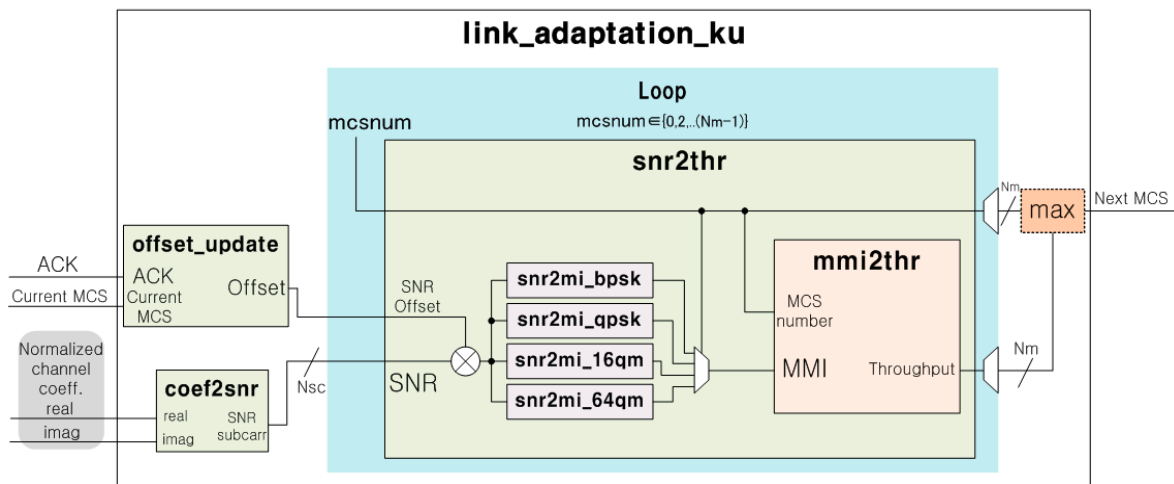 link_adaptation_ku
Loop
mcsnum∈{0,2,..(Nm-1)}
mcsnum
snr2thr
Nm
max
Next MCS
offset_update
ACK
ACK
Current MCS
Current
MCS
Offset
SNR
Offset
snr2mi_bpsk
snr2mi_qpsk
snr2mi_16qm
snr2mi_64qm
mmi2thr
MCS
number
MMI
Throughput
Nm
Normalized
channel
coeff.
real
imag
coef2snr
real
imag
SNR
subcarr
Nsc
SNR